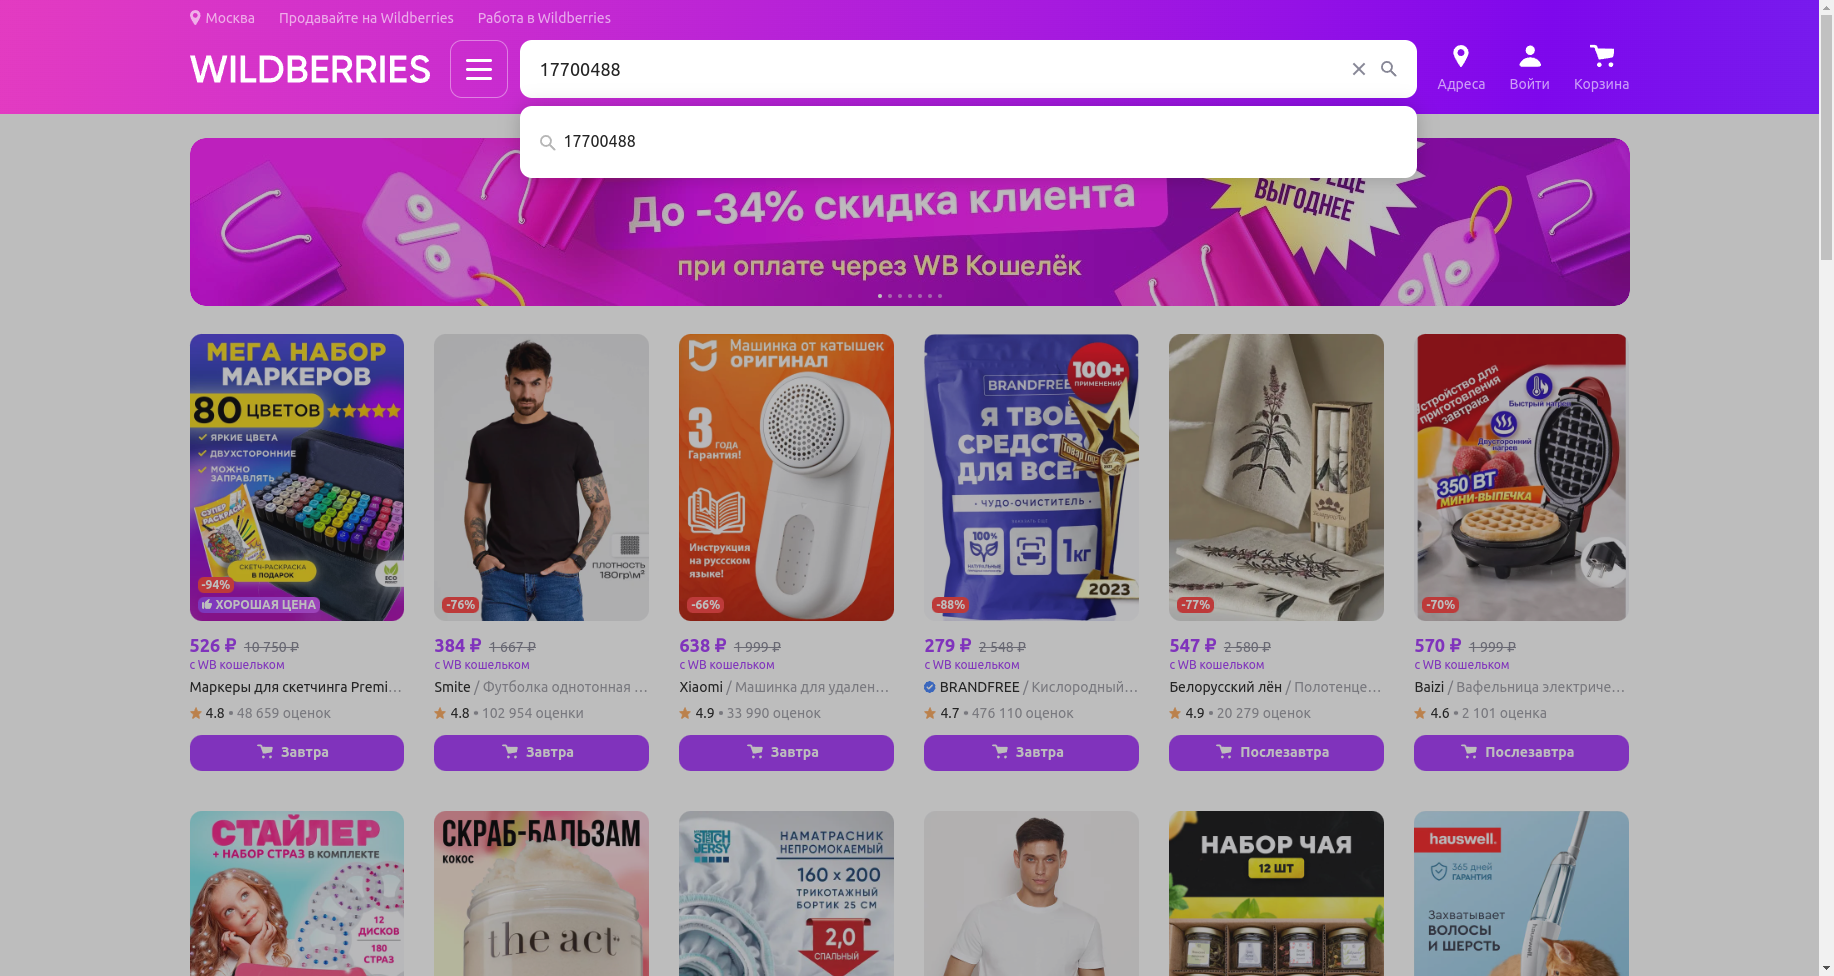 Москва Продавайте на Wildberries Работа в Wildberries
WILDBERRIES
17700488
Адреса Войти Корзина
17700488
До -34% скидка клиента
при оплате через WB Кошелёк
ЕЩЕ
ВЫГОДНЕЕ
МЕГА НАБОР
МАРКЕРОВ
80 ЦВЕТОВ
ЯРКИЕ ЦВЕТА
ДВУХСТОРОННИЕ
МОЖНО
ЗАПРАВЛЯТЬ
СУПЕР
РАСКРАСКА
СКЕТЧ-РАСКРАСКА
В ПОДАРОК
ECO
-94%
ХОРОШАЯ ЦЕНА
ПЛОТНОСТЬ
180гр\м³
-76%
Машинка от катышек
ОРИГИНАЛ
3 ГОДА
Гарантия!
Инструкция
на руссском
языке!
-66%
BRANDFREE
100+
ПРИМЕНЕНИЙ
Я ТВОЕ
СРЕДСТВО
ДЛЯ ВСЕГО
• ЧУДО-ОЧИСТИТЕЛЬ •
100%
1кг
2023
-88%
-77%
Устройство для
приготовления
завтрака
Быстрый нагрев
Двусторонний
нагрев
350 ВТ
МИНИ-ВЫПЕЧКА
-70%
526 ₽ 10 750 ₽
с WB кошельком
Маркеры для скетчинга Premi...
4.8 • 48 659 оценок
Завтра
384 ₽ 1 667 ₽
с WB кошельком
Smite / Футболка однотонная ...
4.8 • 102 954 оценки
Завтра
638 ₽ 1 999 ₽
с WB кошельком
Xiaomi / Машинка для удален...
4.9 • 33 990 оценок
Завтра
279 ₽ 2 548 ₽
с WB кошельком
BRANDFREE / Кислородный...
4.7 • 476 110 оценок
Завтра
547 ₽ 2 580 ₽
с WB кошельком
Белорусский лён / Полотенце...
4.9 • 20 279 оценок
Послезавтра
570 ₽ 1 999 ₽
с WB кошельком
Baizi / Вафельница электриче...
4.6 • 2 101 оценка
Послезавтра
СТАЙЛЕР
+ НАБОР СТРАЗ В КОМПЛЕКТЕ
12
ДИСКОВ
180
СТРАЗ
СКРАБ-БАЛЬЗАМ
КОКОС
the act
STRETCH
JERSY
НАМАТРАСНИК
НЕПРОМОКАЕМЫЙ
160 х 200
ТРИКОТАЖНЫЙ
БОРТИК 25 СМ
2,0
СПАЛЬНЫЙ
НАБОР ЧАЯ
12 ШТ
hauswell.
365 дней
ГАРАНТИЯ
Захватывает
ВОЛОСЫ
И ШЕРСТЬ